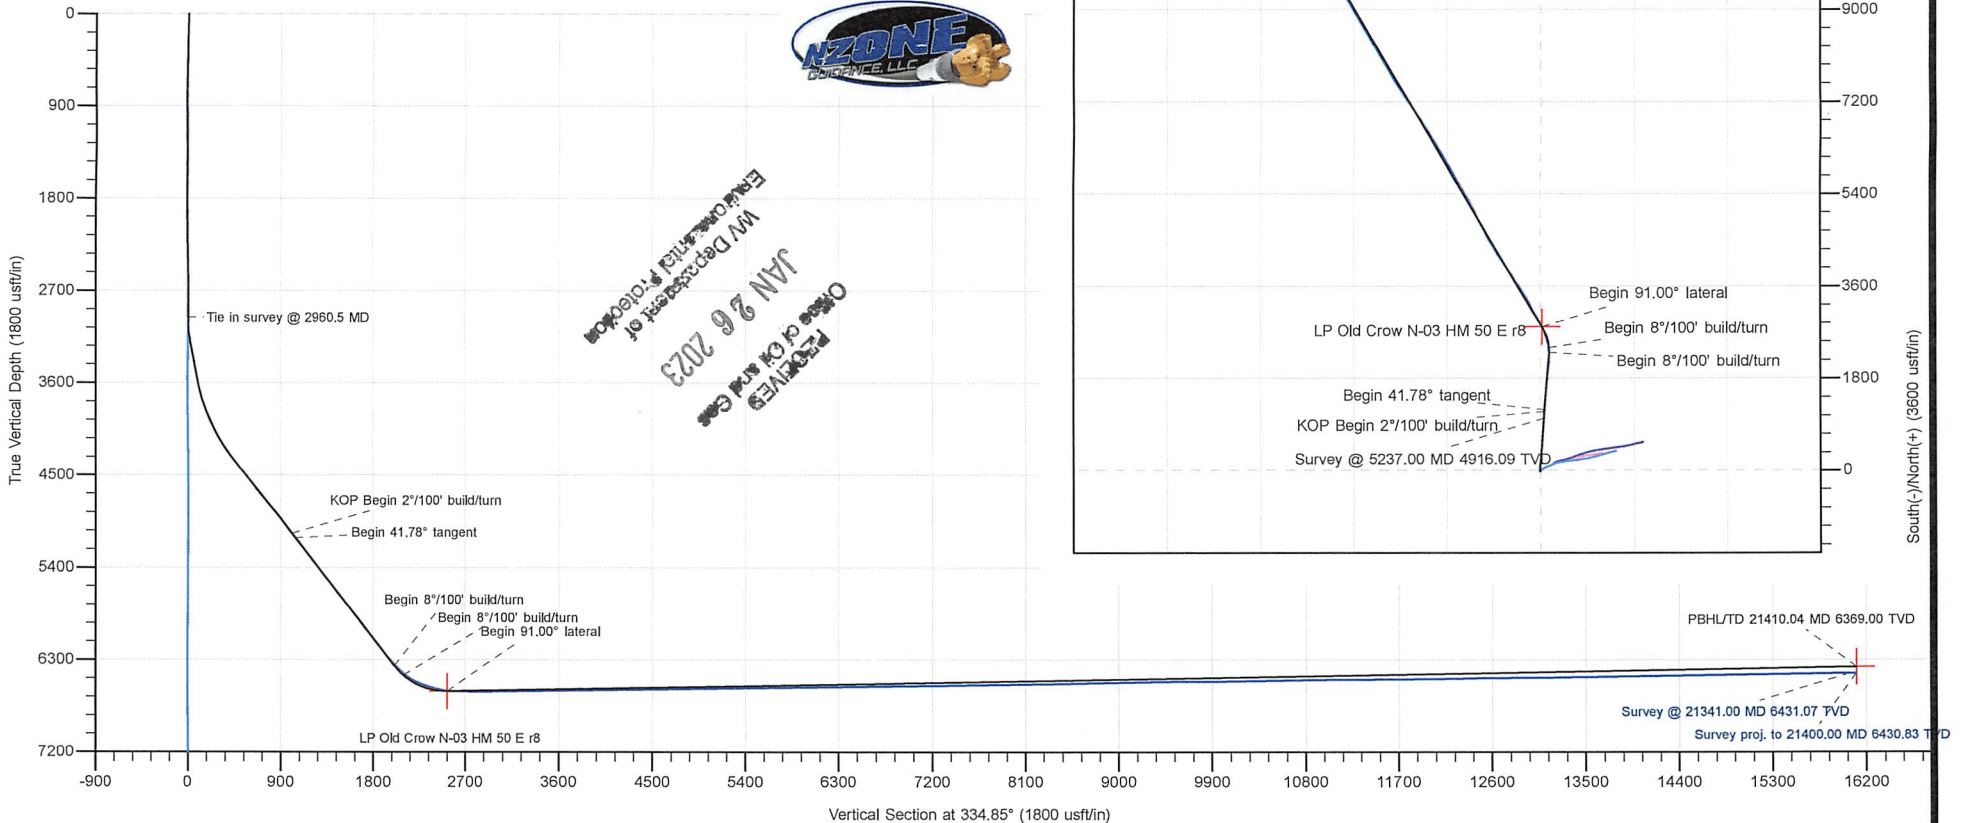 NZONE
GUIDANCE, LLC
0
900
1800
2700
3600
4500
5400
6300
7200
True Vertical Depth (1800 usft/in)
Tie in survey @ 2960.5 MD
KOP Begin 2°/100' build/turn
Begin 41.78° tangent
Begin 8°/100' build/turn
Begin 8°/100' build/turn
Begin 91.00° lateral
LP Old Crow N-03 HM 50 E r8
RECEIVED
Office of Oil and Gas
JAN 26 2023
WV Department of
Environmental Protection
PBHL/TD 21410.04 MD 6369.00 TVD
Survey @ 21341.00 MD 6431.07 TVD
Survey proj. to 21400.00 MD 6430.83 TVD
-900 0 900 1800 2700 3600 4500 5400 6300 7200 8100 9000 9900 10800 11700 12600 13500 14400 15300 16200
Vertical Section at 334.85° (1800 usft/in)
9000
7200
5400
3600
1800
0
South(-)/North(+) (3600 usft/in)
Begin 91.00° lateral
LP Old Crow N-03 HM 50 E r8
Begin 8°/100' build/turn
Begin 8°/100' build/turn
Begin 41.78° tangent
KOP Begin 2°/100' build/turn
Survey @ 5237.00 MD 4916.09 TVD